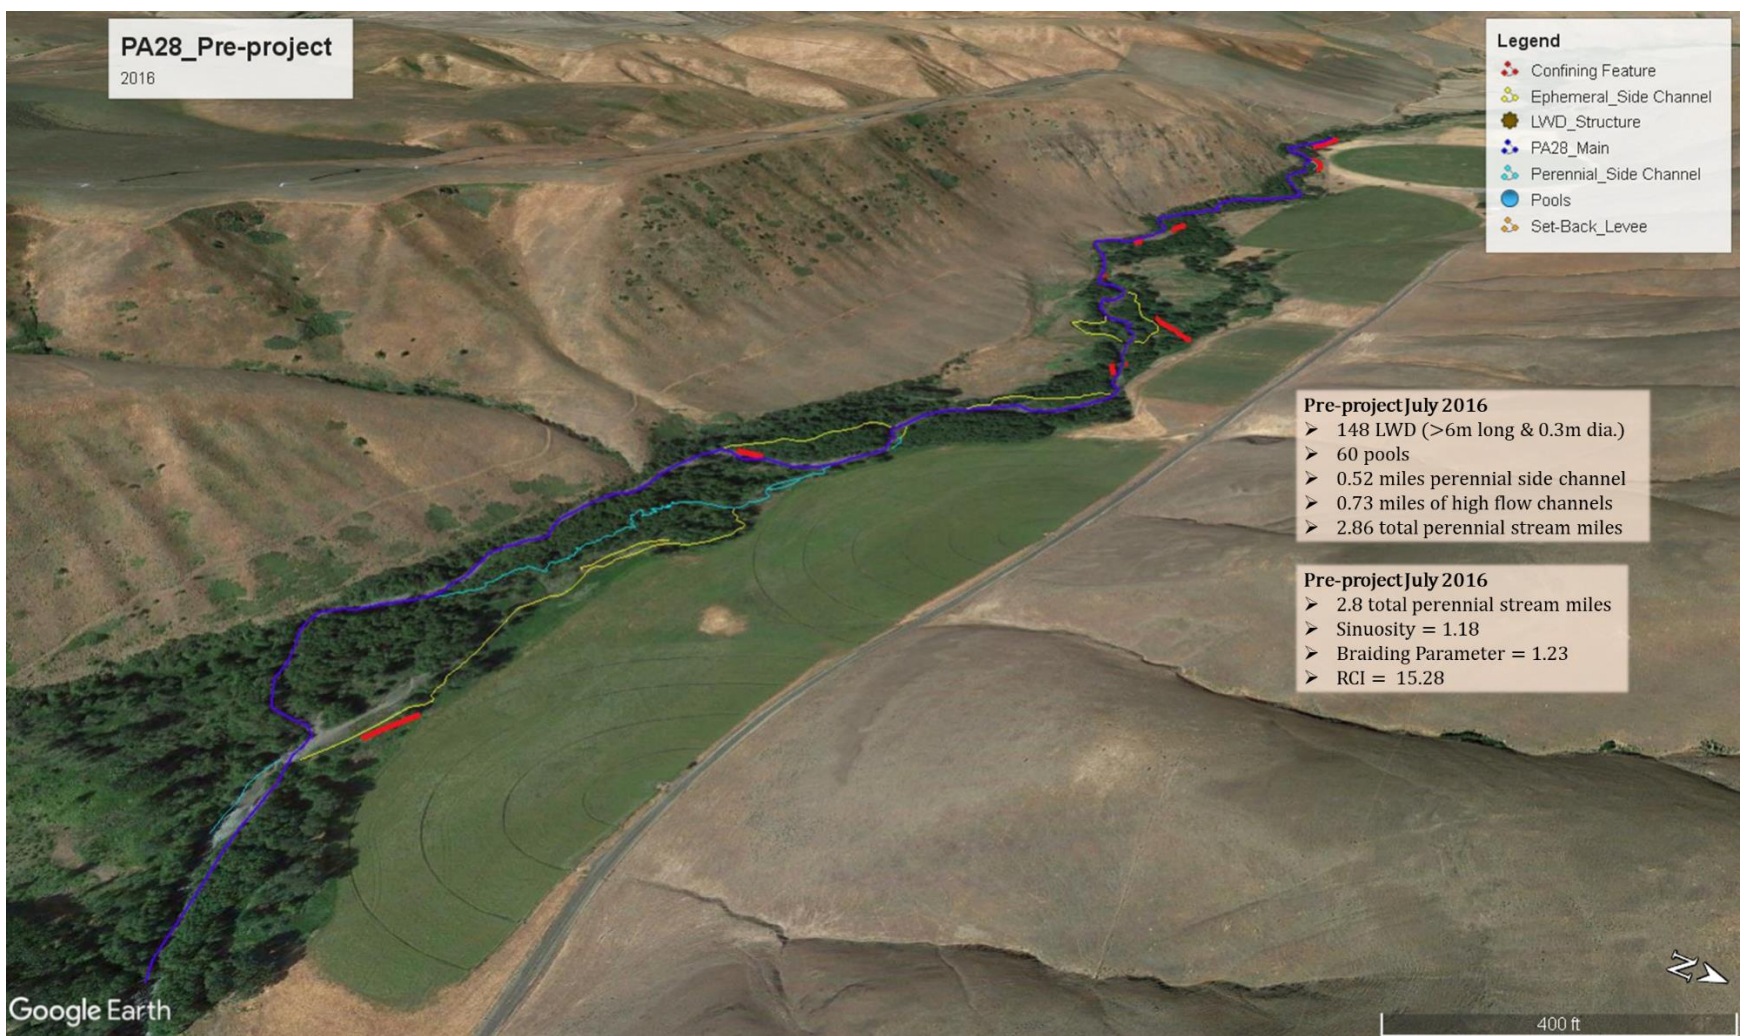 PA28_Pre-project
2016
Legend
Confining Feature
Ephemeral_Side Channel
LWD_Structure
PA28_Main
Perennial_Side Channel
Pools
Set-Back_Levee
Pre-project July 2016
➢ 148 LWD (>6m long & 0.3m dia.)
➢ 60 pools
➢ 0.52 miles perennial side channel
➢ 0.73 miles of high flow channels
➢ 2.86 total perennial stream miles
Pre-project July 2016
➢ 2.8 total perennial stream miles
➢ Sinuosity = 1.18
➢ Braiding Parameter = 1.23
➢ RCI = 15.28
N
Google Earth
400 ft